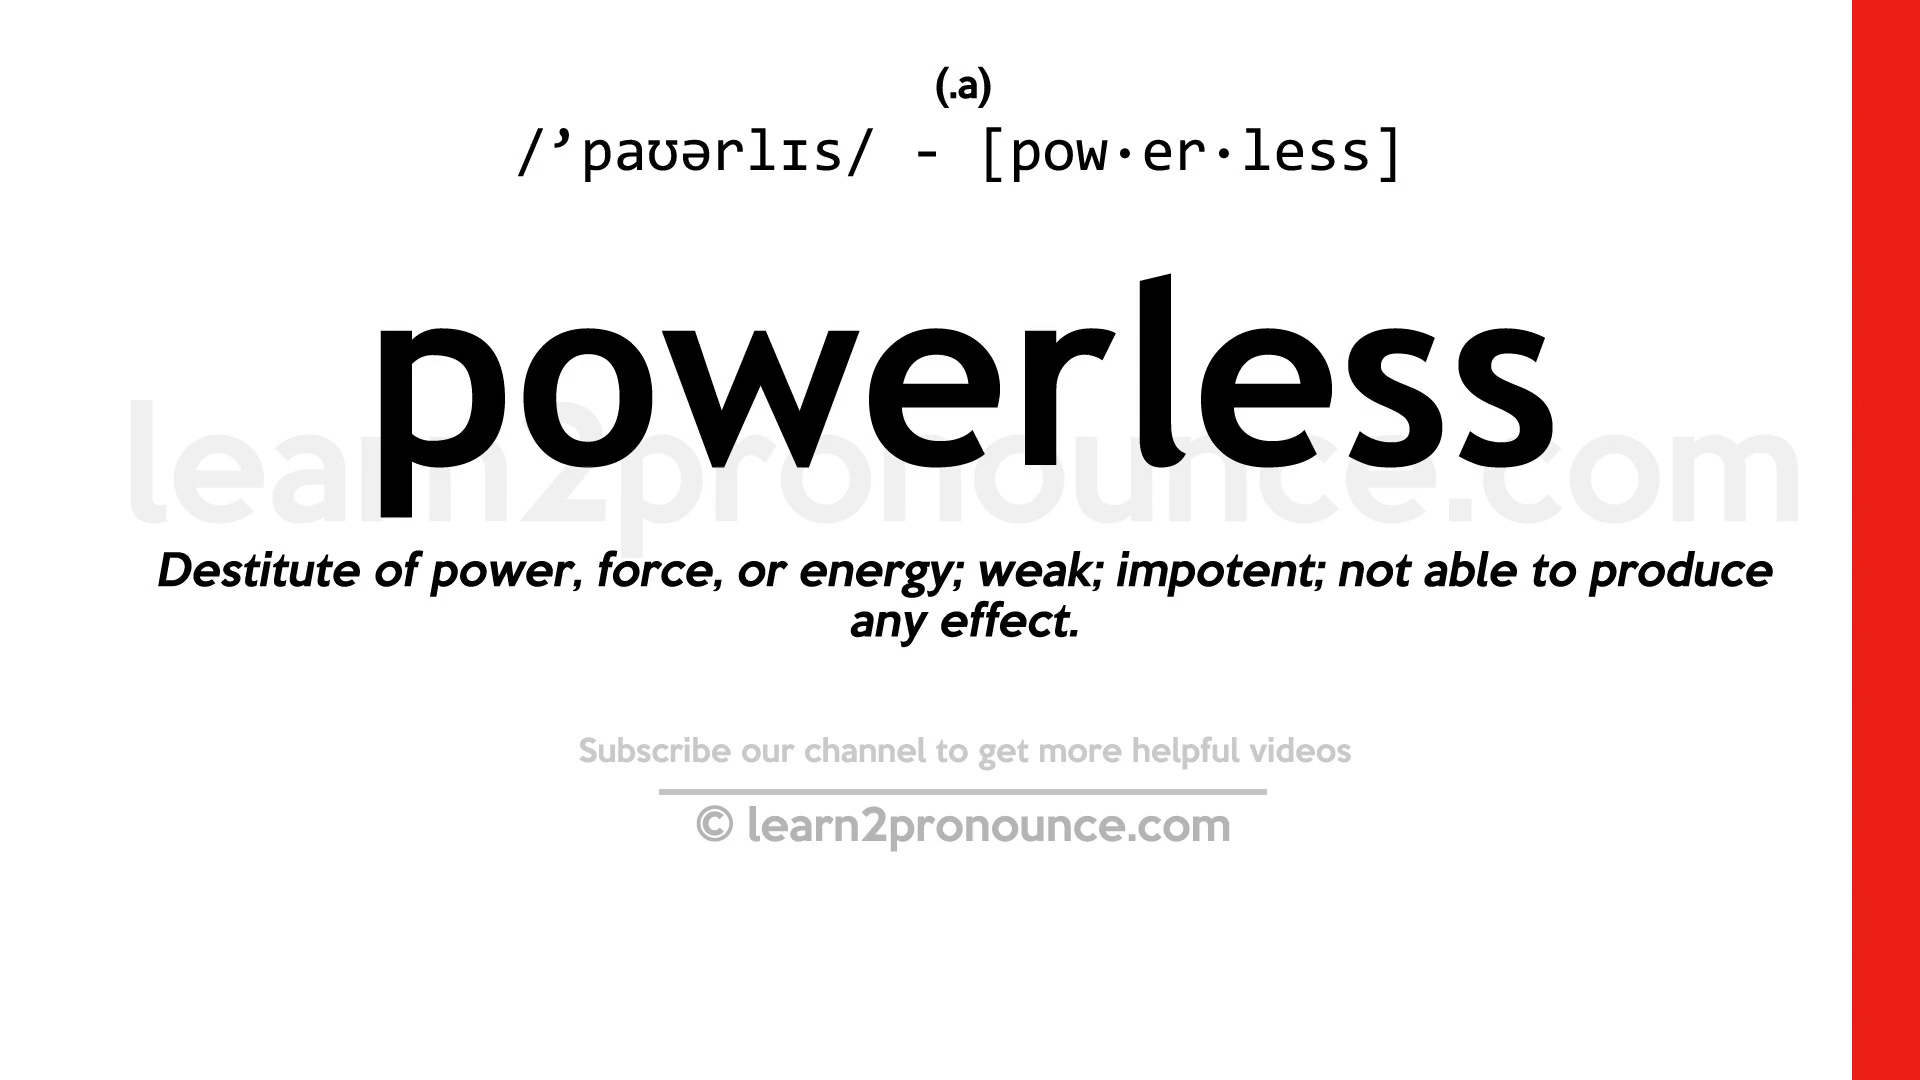 (.a)
/’paʊərlɪs/ - [pow·er·less]
powerless
learn2pronounce.com
Destitute of power, force, or energy; weak; impotent; not able to produce
any effect.
Subscribe our channel to get more helpful videos
© learn2pronounce.com